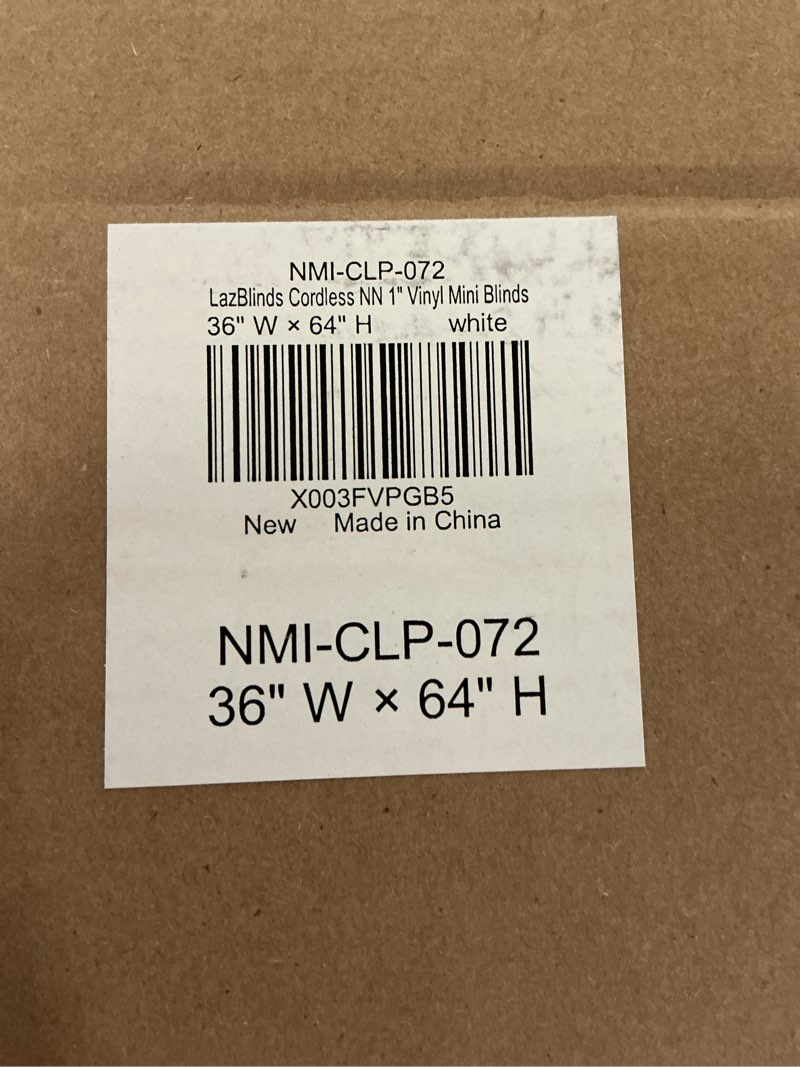 NMI-CLP-072
LazBlinds Cordless NN 1" Vinyl Mini Blinds
36" W × 64" H white
X003FVPGB5
New Made in China
NMI-CLP-072
36" W × 64" H